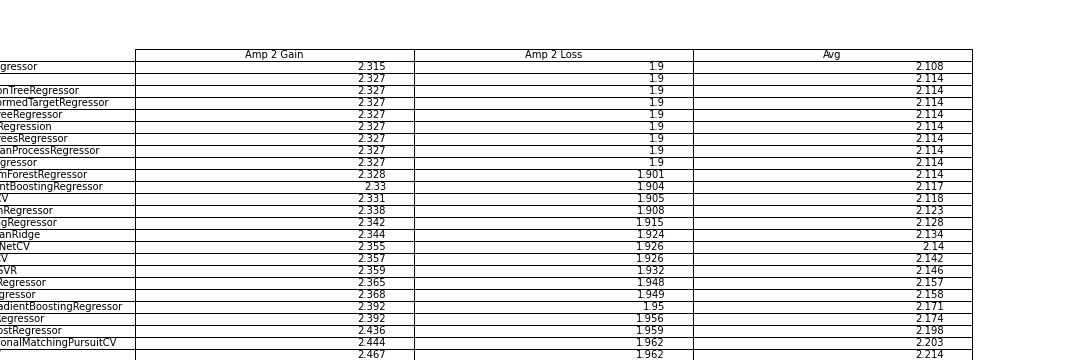 Amp 2 Gain Amp 2 Loss Avg
gressor 2.315 1.9 2.108
2.327 1.9 2.114
onTreeRegressor 2.327 1.9 2.114
ormedTargetRegressor 2.327 1.9 2.114
reeRegressor 2.327 1.9 2.114
Regression 2.327 1.9 2.114
reesRegressor 2.327 1.9 2.114
anProcessRegressor 2.327 1.9 2.114
gressor 2.327 1.9 2.114
mForestRegressor 2.328 1.901 2.114
ntBoostingRegressor 2.33 1.904 2.117
CV 2.331 1.905 2.118
nRegressor 2.338 1.908 2.123
gRegressor 2.342 1.915 2.128
anRidge 2.344 1.924 2.134
NetCV 2.355 1.926 2.14
CV 2.357 1.926 2.142
SVR 2.359 1.932 2.146
Regressor 2.365 1.948 2.157
gressor 2.368 1.949 2.158
adientBoostingRegressor 2.392 1.95 2.171
Regressor 2.392 1.956 2.174
ostRegressor 2.436 1.959 2.198
onalMatchingPursuitCV 2.444 1.962 2.203
2.467 1.962 2.214